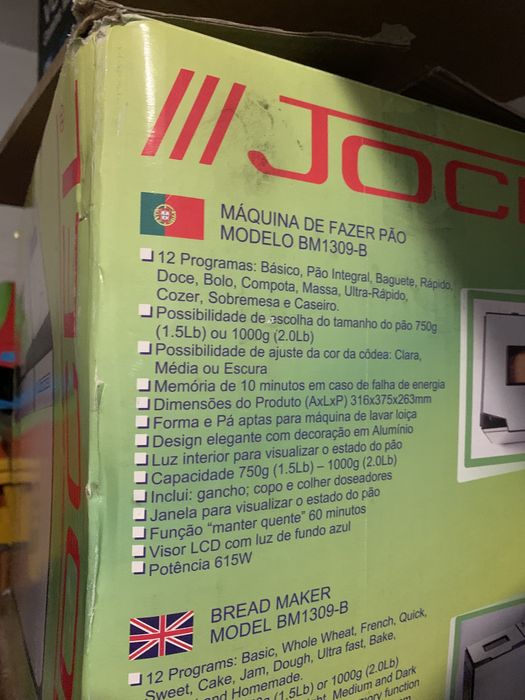 JOC
MÁQUINA DE FAZER PÃO
MODELO BM1309-B
12 Programas: Básico, Pão Integral, Baguete, Rápido,
Doce, Bolo, Compota, Massa, Ultra-Rápido,
Cozer, Sobremesa e Caseiro.
Possibilidade de escolha do tamanho do pão 750g
(1.5Lb) ou 1000g (2.0Lb)
Possibilidade de ajuste da cor da côdea: Clara,
Média ou Escura
Memória de 10 minutos em caso de falha de energia
Dimensões do Produto (AxLxP) 316x375x263mm
Forma e Pá aptas para máquina de lavar loiça
Design elegante com decoração em Alumínio
Luz interior para visualizar o estado do pão
Capacidade 750g (1.5Lb) – 1000g (2.0Lb)
Inclui: gancho; copo e colher doseadores
Janela para visualizar o estado do pão
Função "manter quente" 60 minutos
Visor LCD com luz de fundo azul
Potência 615W
BREAD MAKER
MODEL BM1309-B
12 Programs: Basic, Whole Wheat, French, Quick,
Sweet, Cake, Jam, Dough, Ultra fast, Bake,
and Homemade.
(1.5Lb) or 1000g (2.0Lb)
Medium and Dark
function